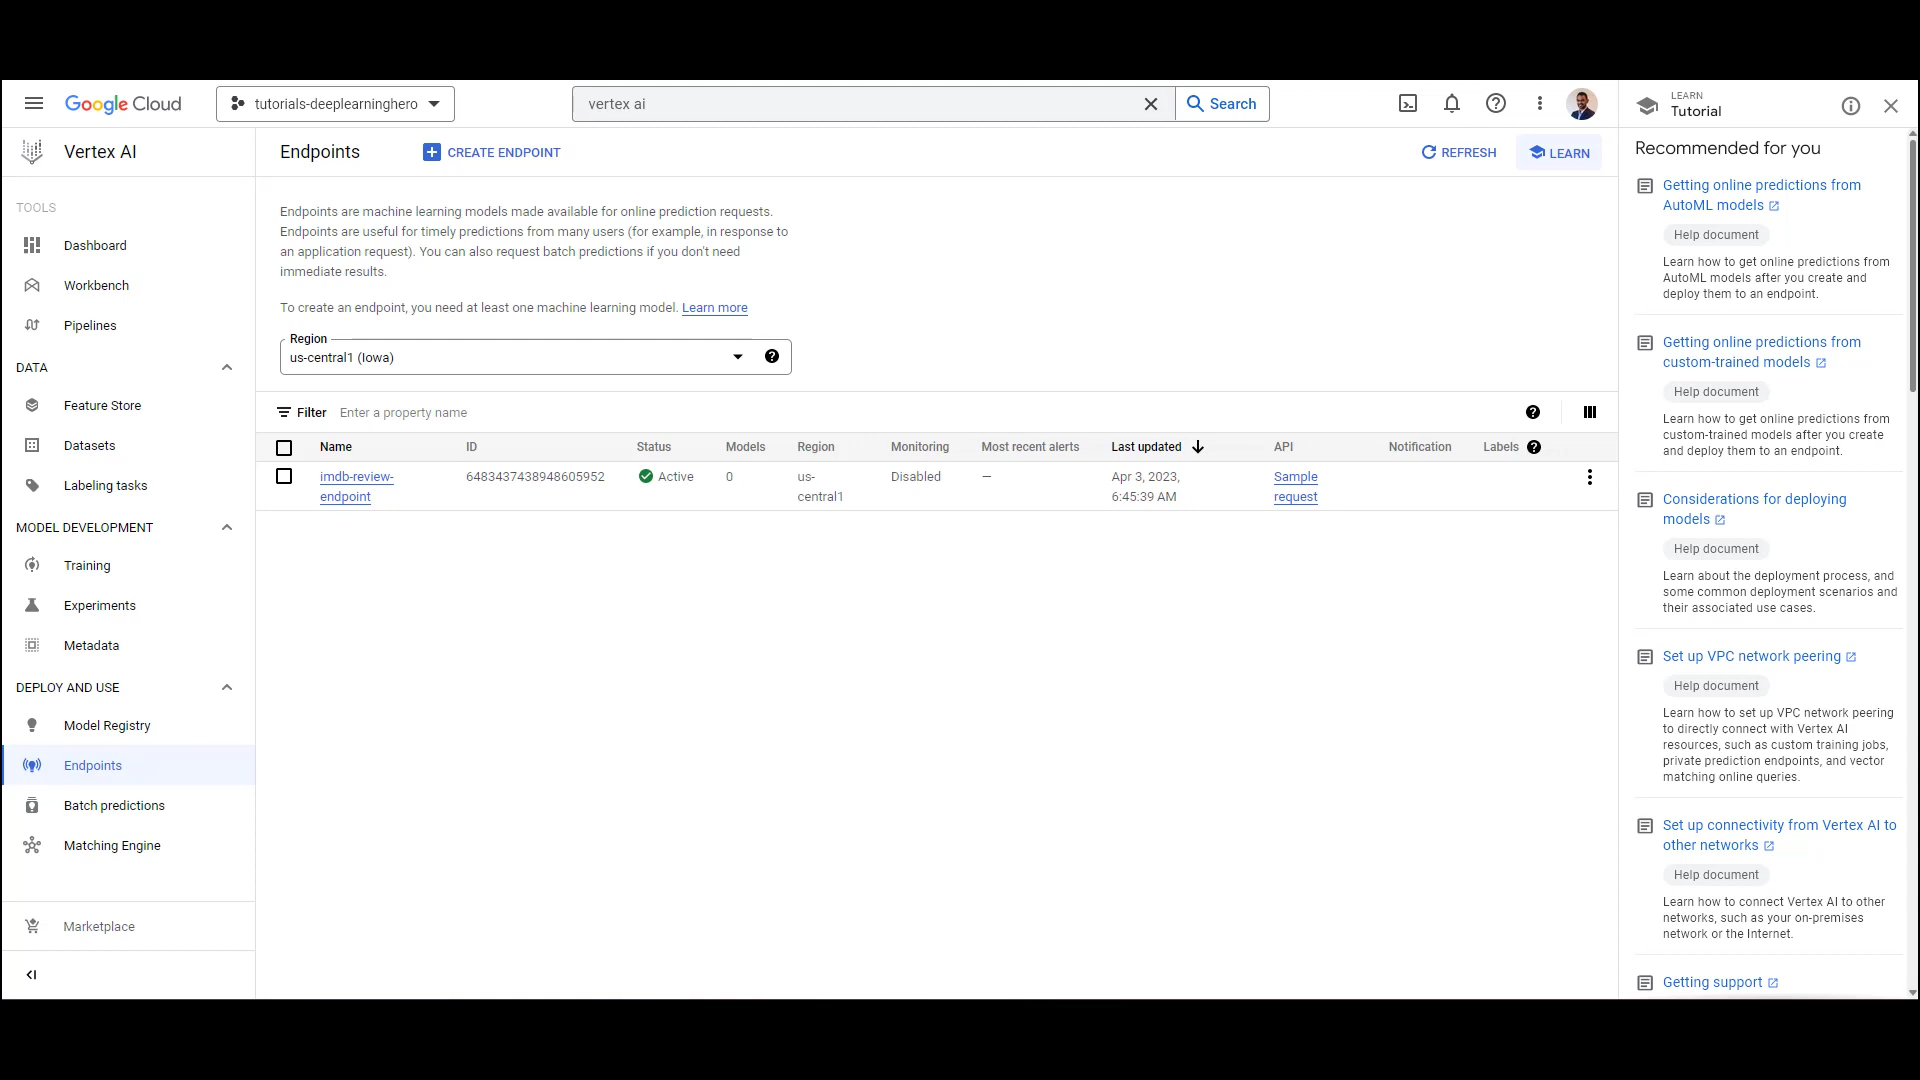 Google Cloud
tutorials-deeplearninghero
vertex ai
Search
LEARN
Tutorial
Vertex AI
Endpoints
CREATE ENDPOINT
REFRESH
LEARN
TOOLS
Dashboard
Workbench
Pipelines
DATA
Feature Store
Datasets
Labeling tasks
MODEL DEVELOPMENT
Training
Experiments
Metadata
DEPLOY AND USE
Model Registry
Endpoints
Batch predictions
Matching Engine
Marketplace
Endpoints are machine learning models made available for online prediction requests.
Endpoints are useful for timely predictions from many users (for example, in response to
an application request). You can also request batch predictions if you don't need
immediate results.
To create an endpoint, you need at least one machine learning model. Learn more
Region
us-central1 (Iowa)
Filter Enter a property name
Name ID Status Models Region Monitoring Most recent alerts Last updated API Notification Labels
imdb-review- 6483437438948605952 Active 0 us- Disabled — Apr 3, 2023, Sample
endpoint central1 6:45:39 AM request
Recommended for you
Getting online predictions from
AutoML models
Help document
Learn how to get online predictions from
AutoML models after you create and
deploy them to an endpoint.
Getting online predictions from
custom-trained models
Help document
Learn how to get online predictions from
custom-trained models after you create
and deploy them to an endpoint.
Considerations for deploying
models
Help document
Learn about the deployment process, and
some common deployment scenarios and
their associated use cases.
Set up VPC network peering
Help document
Learn how to set up VPC network peering
to directly connect with Vertex AI
resources, such as custom training jobs,
private prediction endpoints, and vector
matching online queries.
Set up connectivity from Vertex AI to
other networks
Help document
Learn how to connect Vertex AI to other
networks, such as your on-premises
network or the Internet.
Getting support